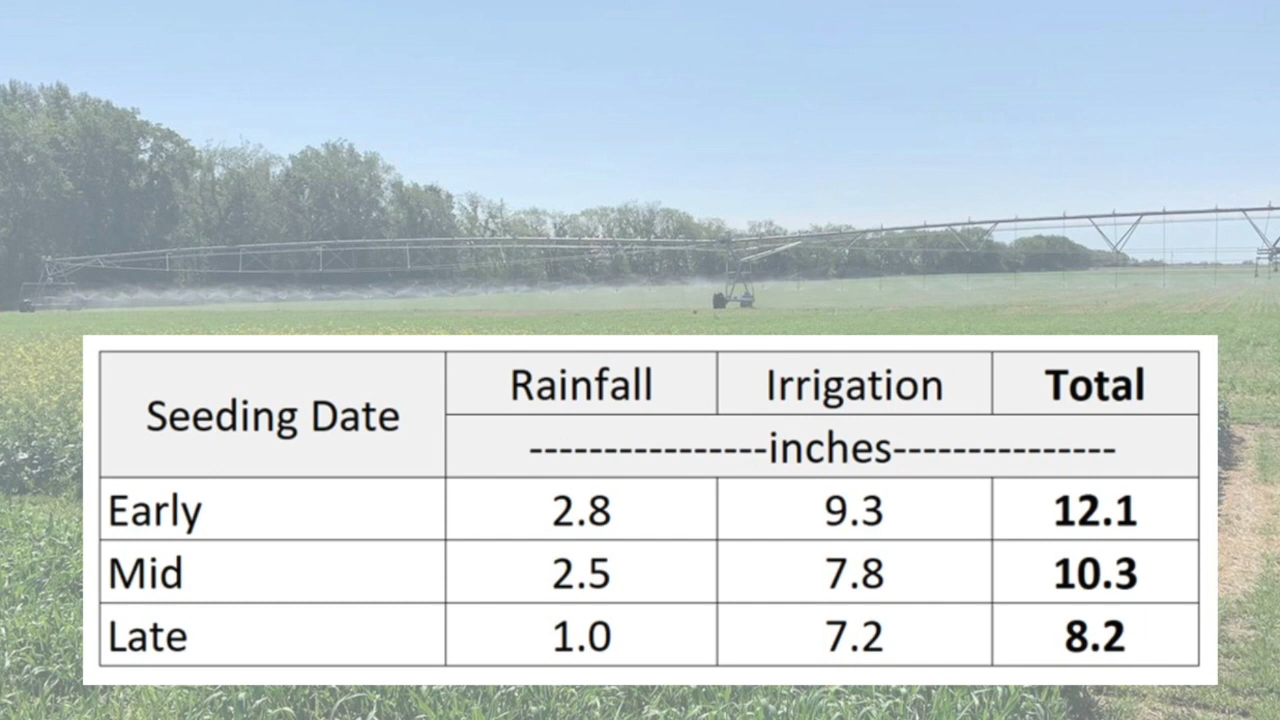 Seeding Date Rainfall Irrigation Total
----------------inches---------------
Early 2.8 9.3 12.1
Mid 2.5 7.8 10.3
Late 1.0 7.2 8.2